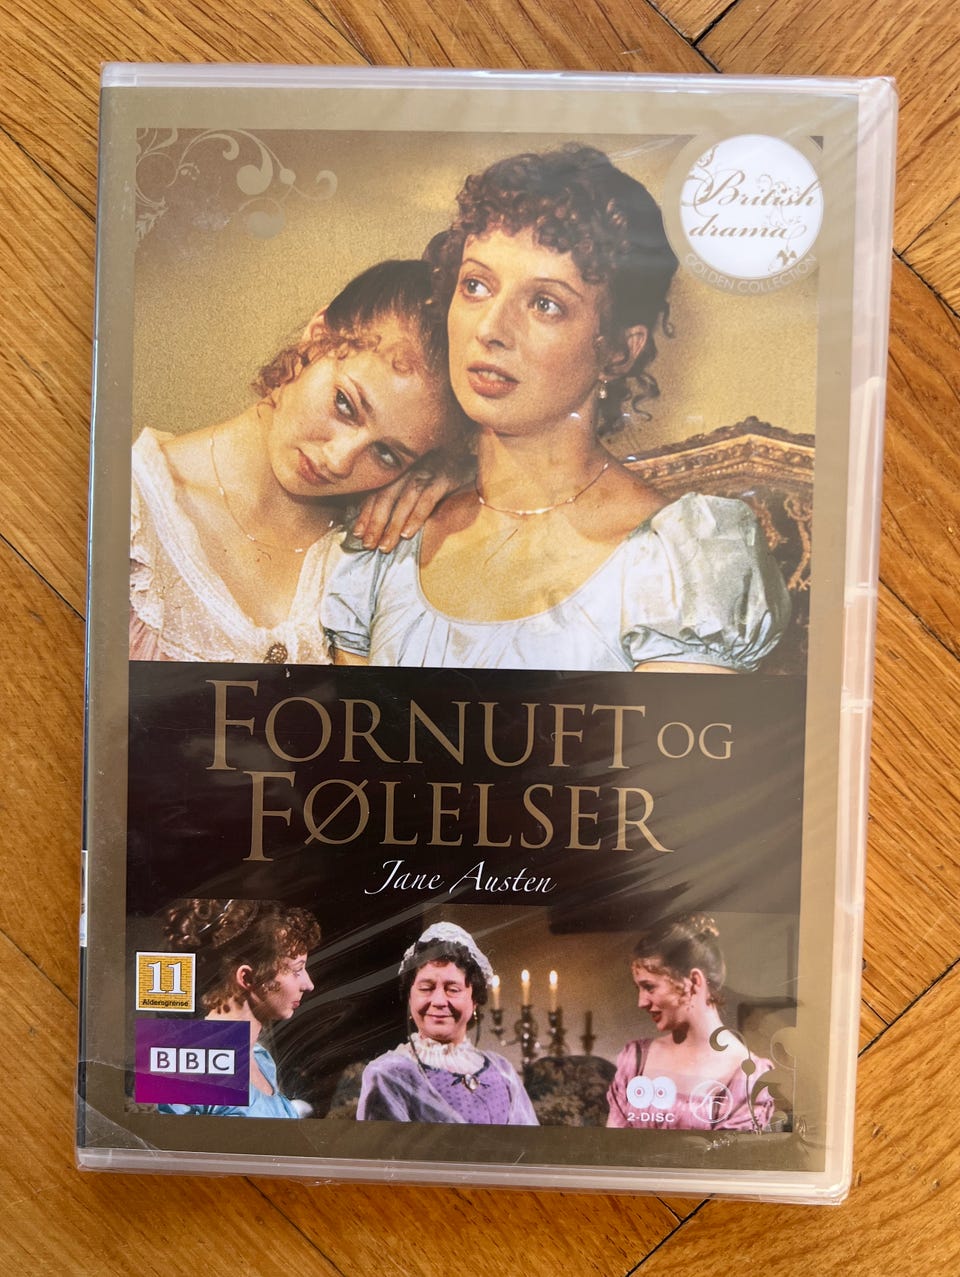 British
drama
GOLDEN COLLECTION
FORNUFT OG
FØLELSER
Jane Austen
11
Aldersgrense
BBC
2-DISC